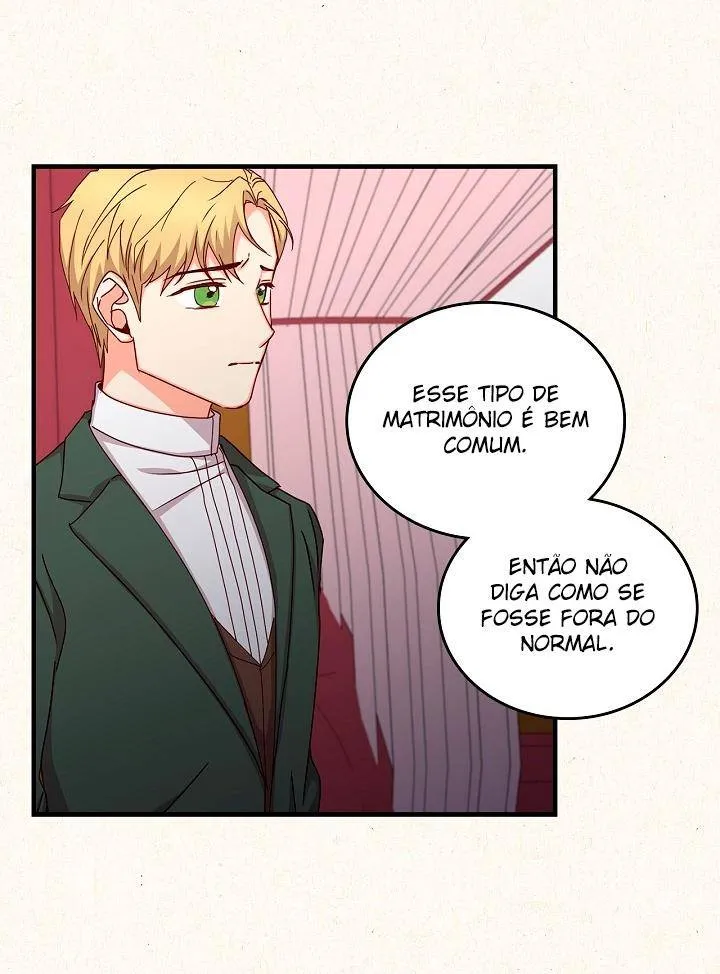 ESSE TIPO DE
MATRIMÔNIO É BEM
COMUM.
ENTÃO NÃO
DIGA COMO SE
FOSSE FORA DO
NORMAL.